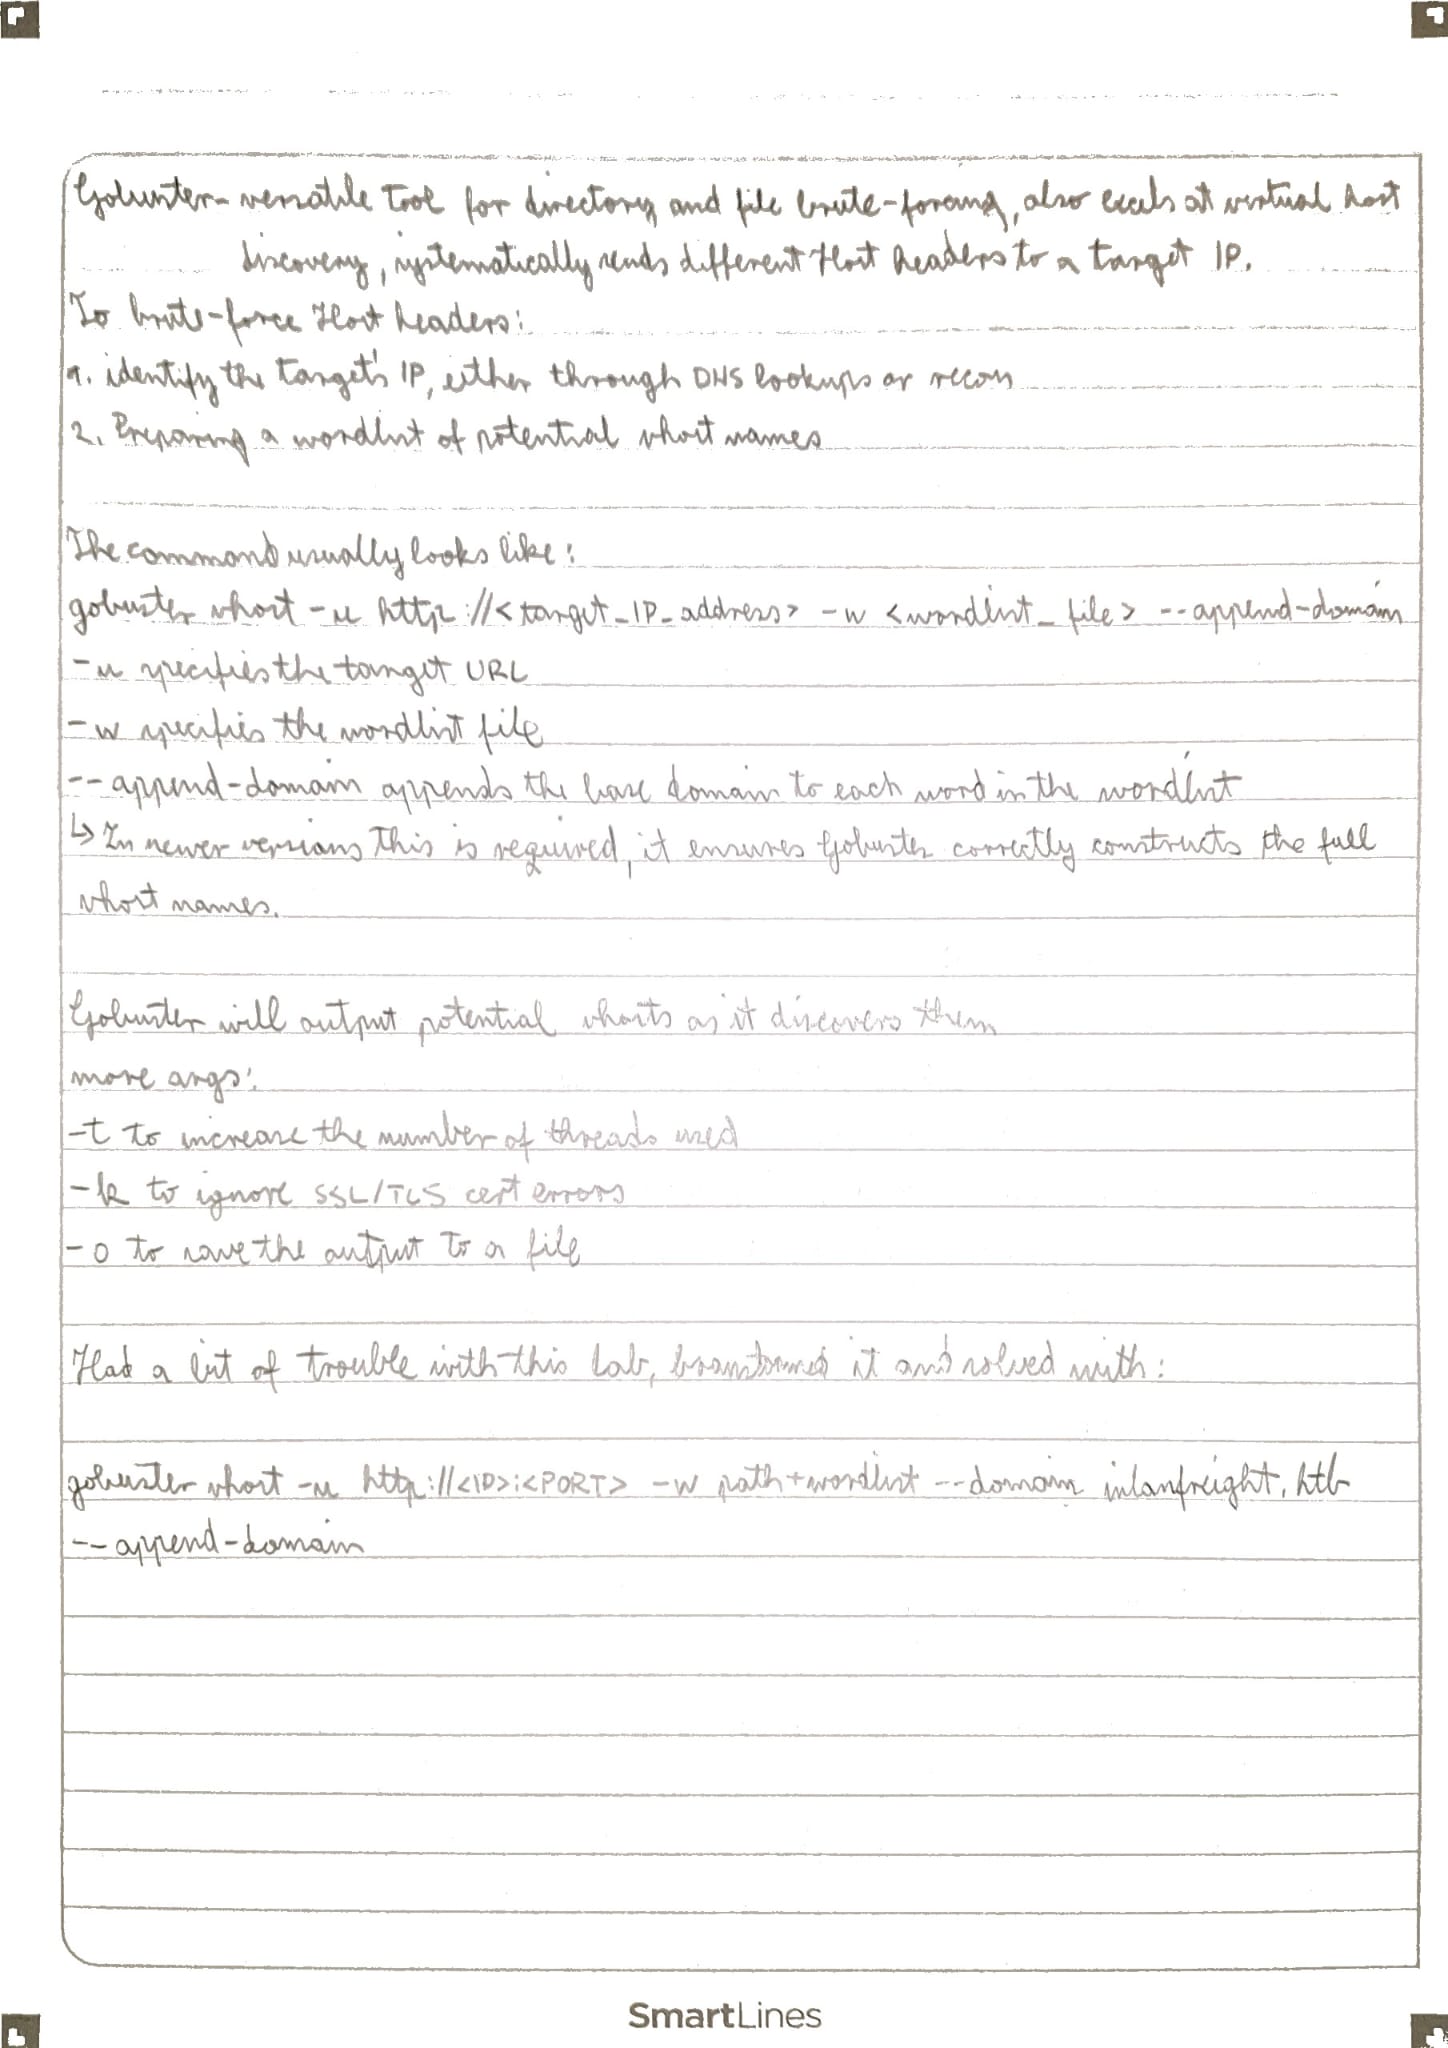 Gobuster - versatile tool for directory and file brute-forcing, also excels at virtual host
discovery, systematically sends different Host headers to a target IP.
To brute-force Host headers:
1. identify the target's IP, either through DNS lookups or recon
2. Preparing a wordlist of potential vhost names
The command usually looks like:
gobuster vhost -u http://<target_IP_address> -w <wordlist_file> --append-domain
-u specifies the target URL
-w specifies the wordlist file
--append-domain appends the base domain to each word in the wordlist
↳ In newer versions this is required, it ensures Gobuster correctly constructs the full
vhost names.
Gobuster will output potential vhosts as it discovers them
more args:
-t to increase the number of threads used
-k to ignore SSL/TLS cert errors
-o to save the output to a file
Had a bit of trouble with this lab, it and solved with:
gobuster vhost -u http://<IP>:<PORT> -w path+wordlist --domain inlanefreight.htb
--append-domain
SmartLines